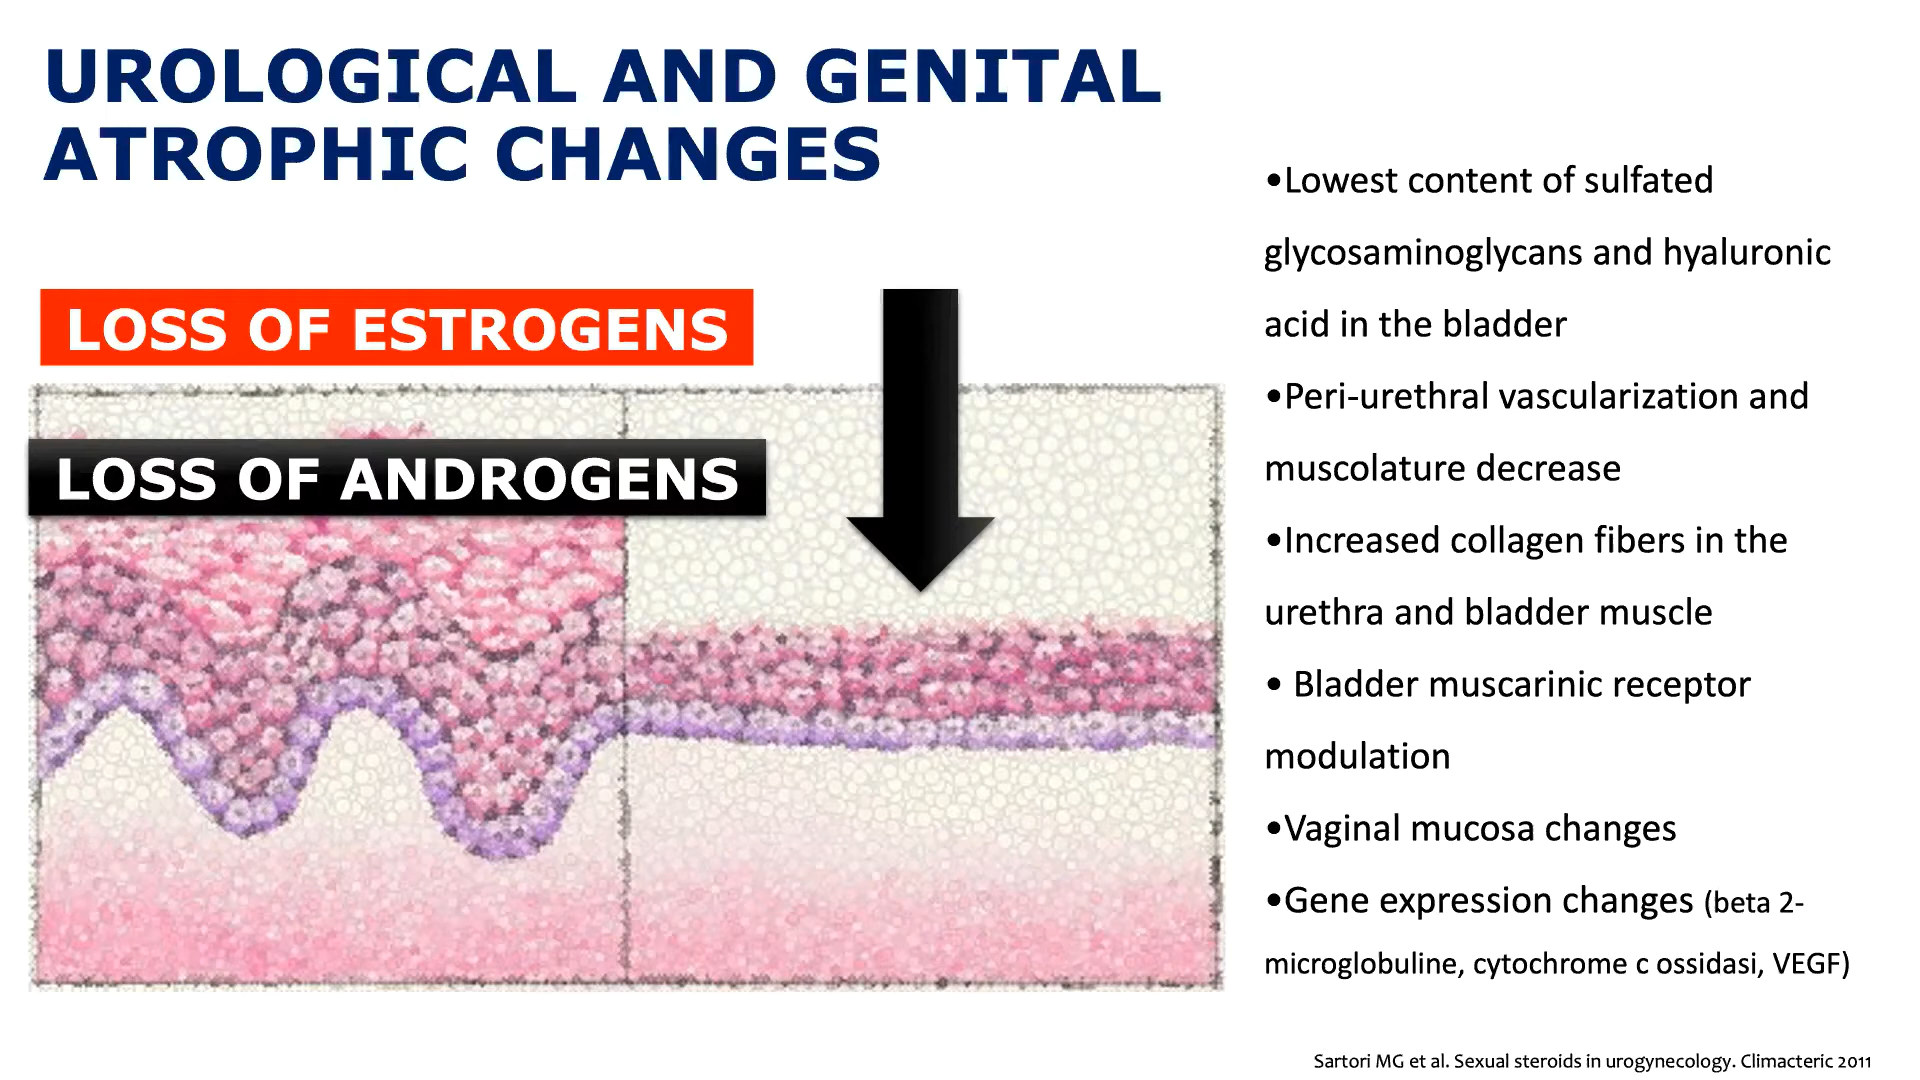 UROLOGICAL AND GENITAL
ATROPHIC CHANGES
LOSS OF ESTROGENS
LOSS OF ANDROGENS
•Lowest content of sulfated
glycosaminoglycans and hyaluronic
acid in the bladder
•Peri-urethral vascularization and
muscolature decrease
•Increased collagen fibers in the
urethra and bladder muscle
• Bladder muscarinic receptor
modulation
•Vaginal mucosa changes
•Gene expression changes (beta 2-
microglobuline, cytochrome c ossidasi, VEGF)
Sartori MG et al. Sexual steroids in urogynecology. Climacteric 2011